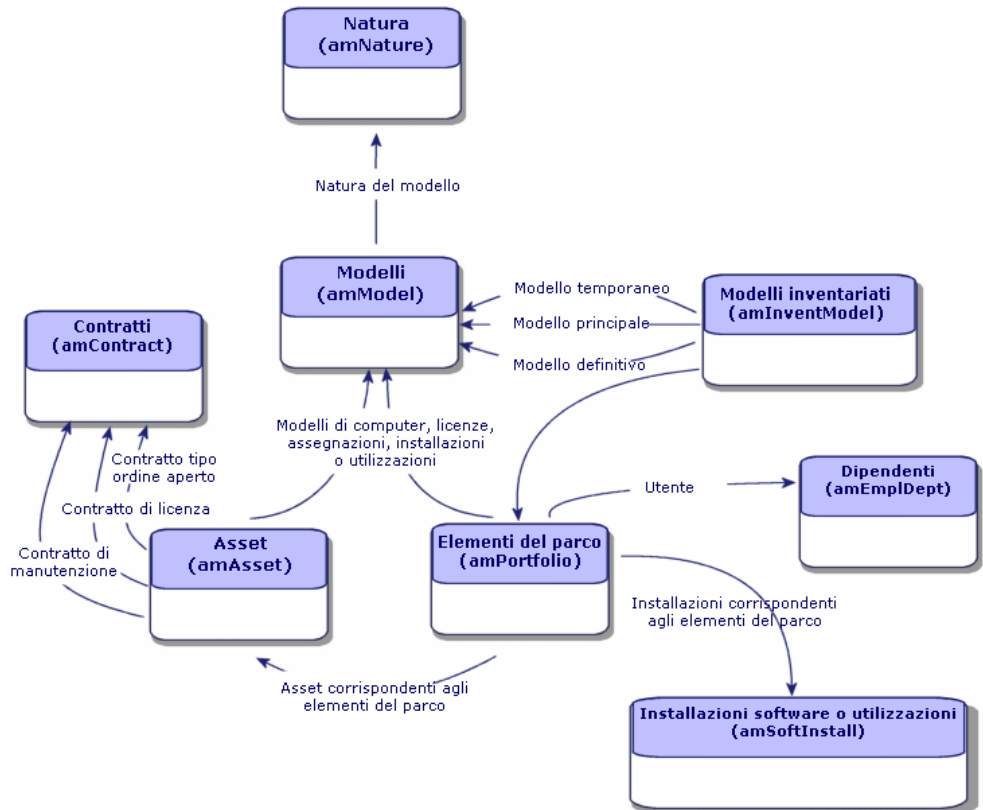 Natura
(amNature)
Natura del modello
Modelli
(amModel)
Modello temporaneo
Modello principale
Modello definitivo
Modelli inventariati
(amInventModel)
Contratti
(amContract)
Modelli di computer, licenze,
assegnazioni, installazioni
o utilizzazioni
Contratto tipo
ordine aperto
Contratto di licenza
Contratto di
manutenzione
Asset
(amAsset)
Elementi del parco
(amPortfolio)
Utente
Dipendenti
(amEmplDept)
Installazioni corrispondenti
agli elementi del parco
Asset corrispondenti agli
elementi del parco
Installazioni software o utilizzazioni
(amSoftInstall)